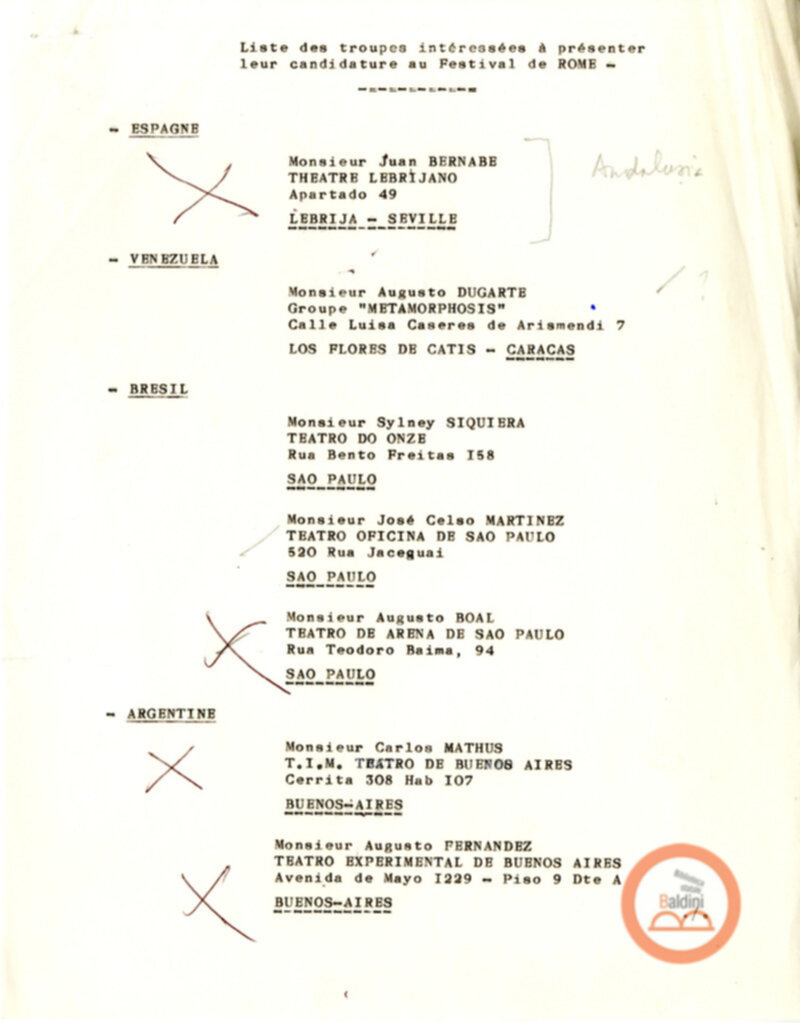 Liste des troupes intéressées à présenter
leur candidature au Festival de ROME -
- ESPAGNE
Monsieur Juan BERNABE
THEATRE LEBRIJANO
Apartado 49
LEBRIJA - SEVILLE
Andalusia
- VENEZUELA
Monsieur Augusto DUGARTE
Groupe "METAMORPHOSIS"
Calle Luisa Caseres de Arismendi 7
LOS FLORES DE CATIS - CARACAS
?
- BRESIL
Monsieur Sylney SIQUIERA
TEATRO DO ONZE
Rua Bento Freitas I58
SAO PAULO
Monsieur José Celso MARTINEZ
TEATRO OFICINA DE SAO PAULO
520 Rua Jaceguai
SAO PAULO
Monsieur Augusto BOAL
TEATRO DE ARENA DE SAO PAULO
Rua Teodoro Baima, 94
SAO PAULO
- ARGENTINE
Monsieur Carlos MATHUS
T.I.M. TEATRO DE BUENOS AIRES
Cerrita 308 Hab I07
BUENOS-AIRES
Monsieur Augusto FERNANDEZ
TEATRO EXPERIMENTAL DE BUENOS AIRES
Avenida de Mayo I229 - Piso 9 Dte A
BUENOS-AIRES
Biblioteca
statale
Baldini